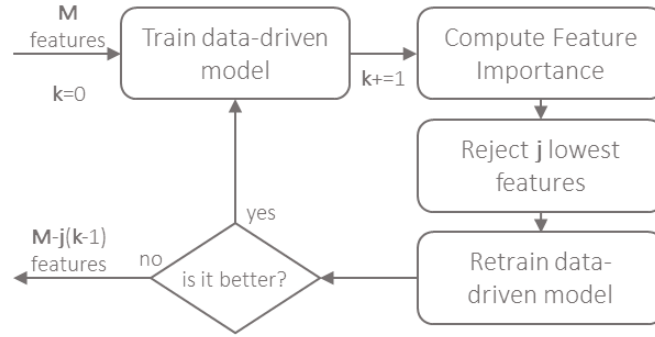 M
features
k=0
Train data-driven
model
k+=1
Compute Feature
Importance
Reject j lowest
features
Retrain data-
driven model
is it better?
yes
no
M-j(k-1)
features